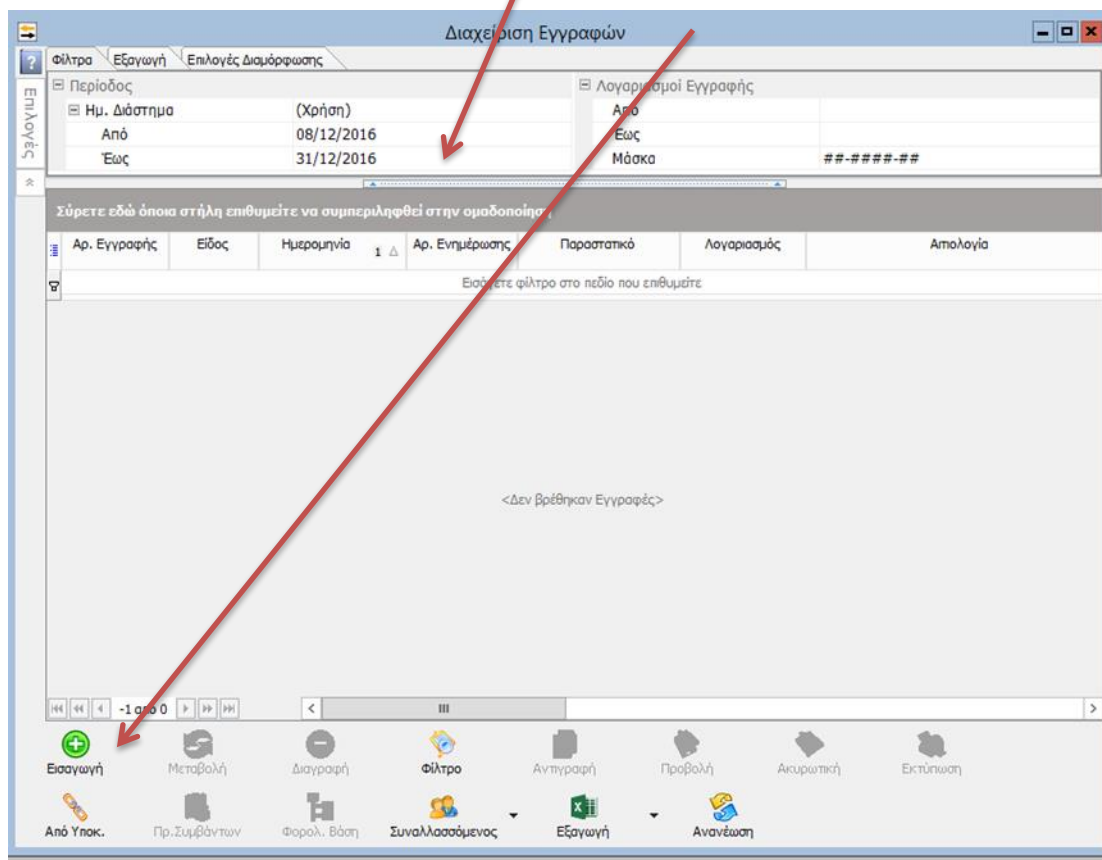 Διαχείριση Εγγραφών
? Φίλτρα Εξαγωγή Επιλογές Διαμόρφωσης
Επιλογές
Περίοδος Λογαριασμοί Εγγραφής
Ημ. Διάστημα (Χρήση) Από
Από 08/12/2016 Έως
Έως 31/12/2016 Μάσκα ##-####-##
Σύρετε εδώ όποια στήλη επιθυμείτε να συμπεριληφθεί στην ομαδοποίηση
Αρ. Εγγραφής Είδος Ημερομηνία 1 Αρ. Ενημέρωσης Παραστατικό Λογαριασμός Αιτιολογία
Εισάγετε φίλτρο στο πεδίο που επιθυμείτε
<Δεν βρέθηκαν Εγγραφές>
-1 από 0
Εισαγωγή Μεταβολή Διαγραφή Φίλτρο Αντιγραφή Προβολή Ακυρωτική Εκτύπωση
Από Υποκ. Πρ.Συμβάντων Φορολ. Βάση Συναλλασσόμενος Εξαγωγή Ανανέωση